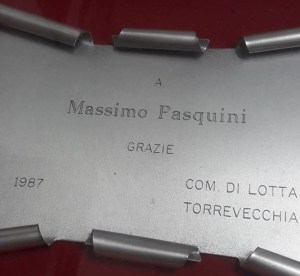 A
Massimo Pasquini
GRAZIE
1987 COM. DI LOTTA
TORREVECCHIA